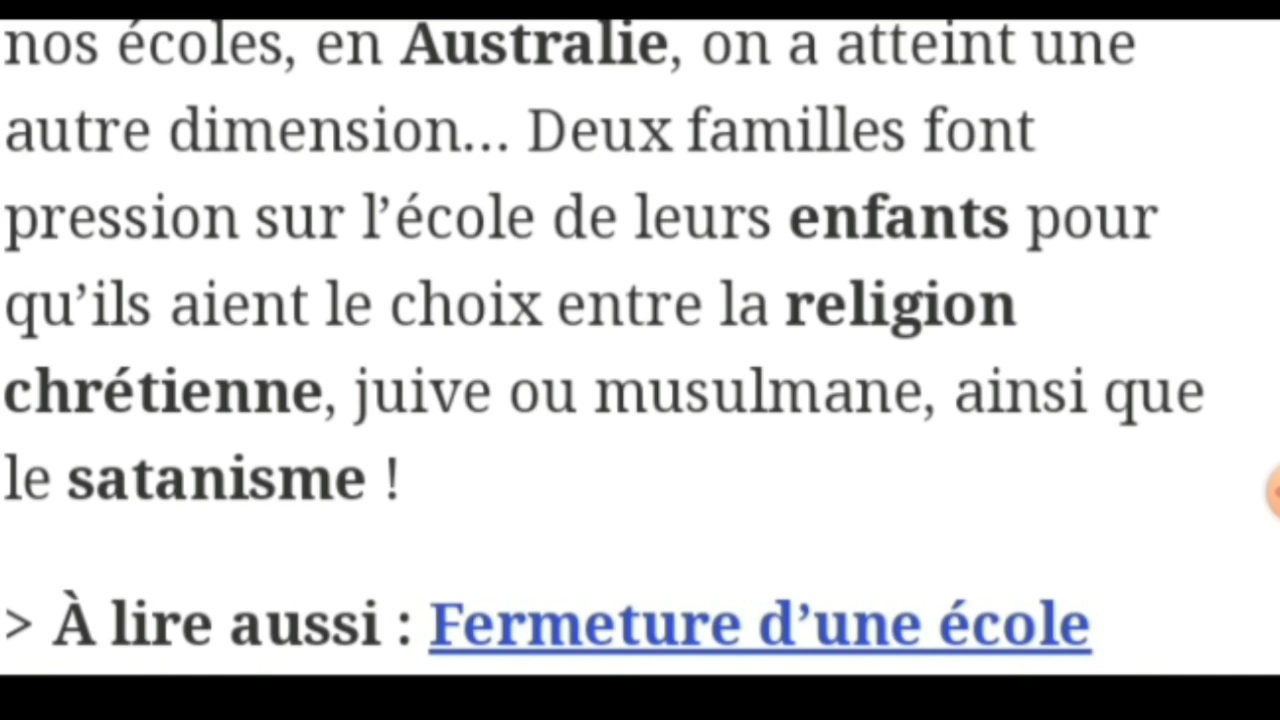 nos écoles, en Australie, on a atteint une
autre dimension... Deux familles font
pression sur l’école de leurs enfants pour
qu’ils aient le choix entre la religion
chrétienne, juive ou musulmane, ainsi que
le satanisme !
> À lire aussi : Fermeture d’une école